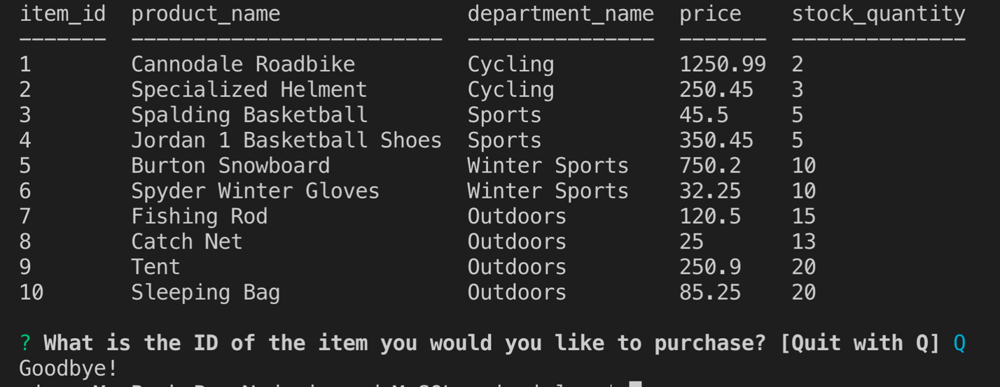 item_id product_name department_name price stock_quantity
------- ------------------------- --------------- ------- --------------
1 Cannodale Roadbike Cycling 1250.99 2
2 Specialized Helment Cycling 250.45 3
3 Spalding Basketball Sports 45.5 5
4 Jordan 1 Basketball Shoes Sports 350.45 5
5 Burton Snowboard Winter Sports 750.2 10
6 Spyder Winter Gloves Winter Sports 32.25 10
7 Fishing Rod Outdoors 120.5 15
8 Catch Net Outdoors 25 13
9 Tent Outdoors 250.9 20
10 Sleeping Bag Outdoors 85.25 20
? What is the ID of the item you would you like to purchase? [Quit with Q] Q
Goodbye!